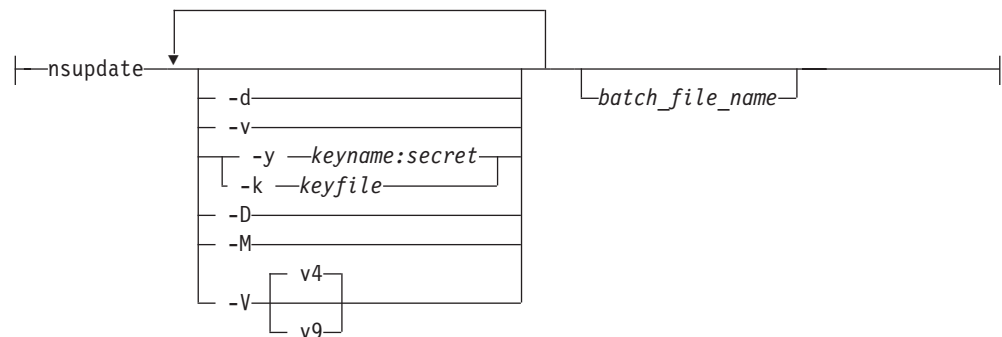 nsupdate
-d
batch_file_name
-v
-y keyname:secret
-k keyfile
-D
-M
v4
-V
v9